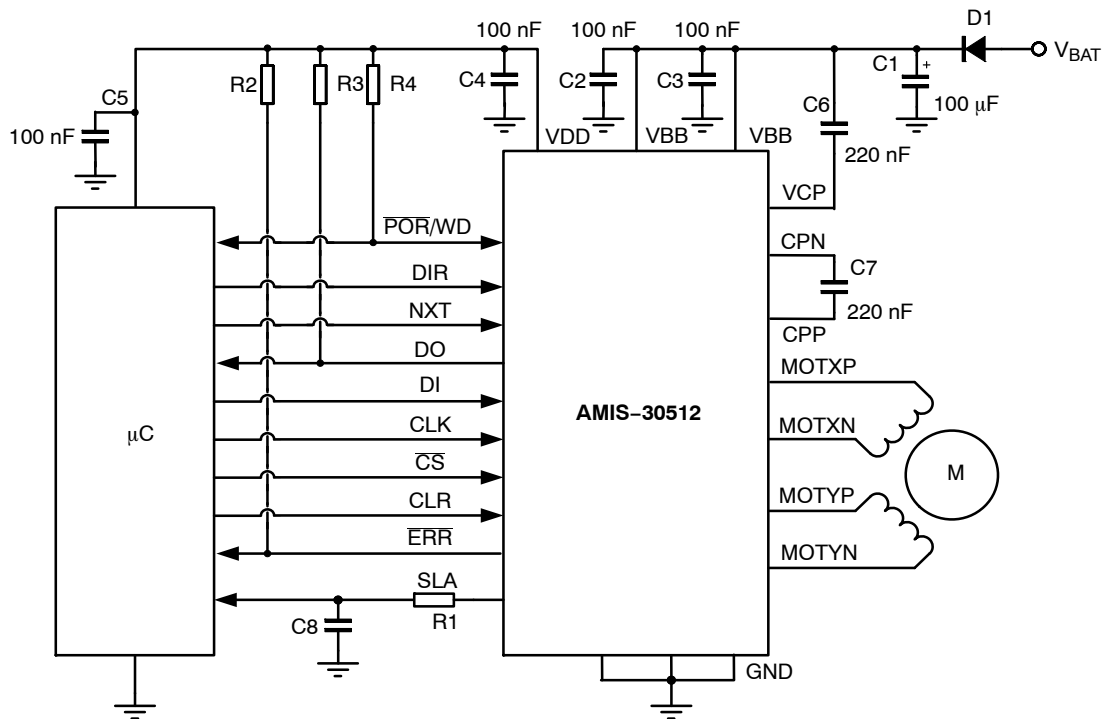 100 nF 100 nF 100 nF D1
VBAT
C5 R2 R3 R4 C4 C2 C3 C1 +
100 nF 100 μF
C6
VDD VBB VBB 220 nF
VCP
POR/WD CPN
DIR C7
NXT 220 nF
DO CPP
DI MOTXP
μC AMIS–30512
CLK MOTXN
CS M
CLR MOTYP
ERR MOTYN
SLA
C8 R1
GND